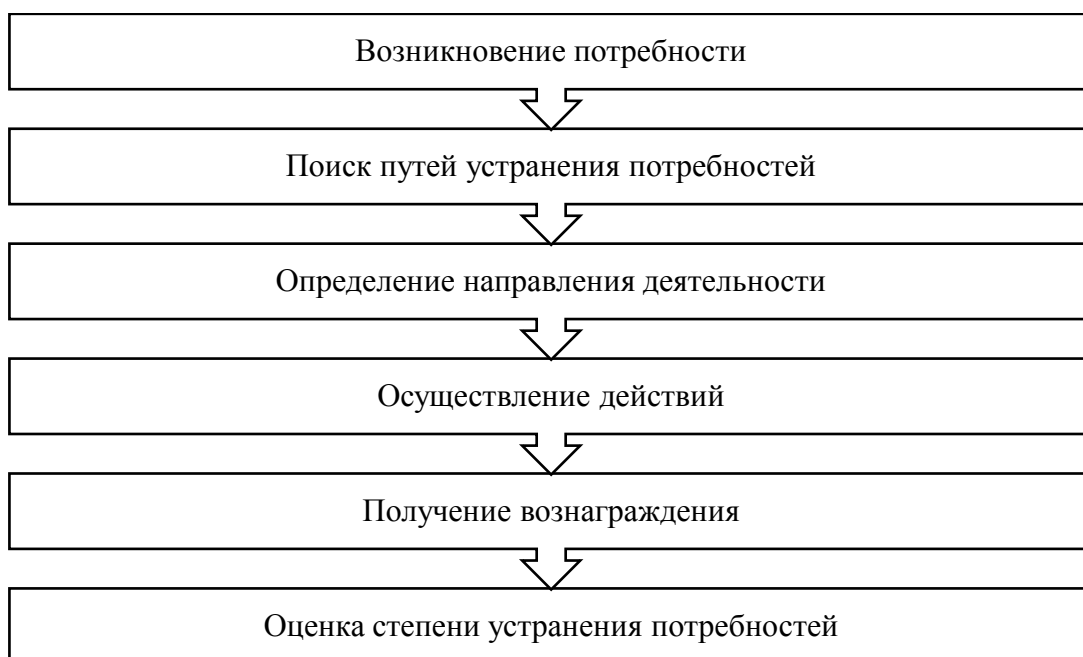 Возникновение потребности
Поиск путей устранения потребностей
Определение направления деятельности
Осуществление действий
Получение вознаграждения
Оценка степени устранения потребностей